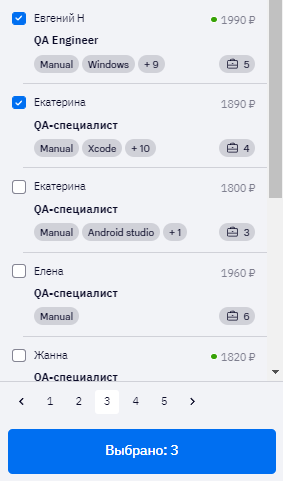 Евгений Н 1990 ₽
QA Engineer
Manual Windows + 9 5
Екатерина 1890 ₽
QA-специалист
Manual Xcode + 10 4
Екатерина 1800 ₽
QA-специалист
Manual Android studio + 1 3
Елена 1960 ₽
QA-специалист
Manual 6
Жанна 1820 ₽
QA-специалист
1 2 3 4 5
Выбрано: 3